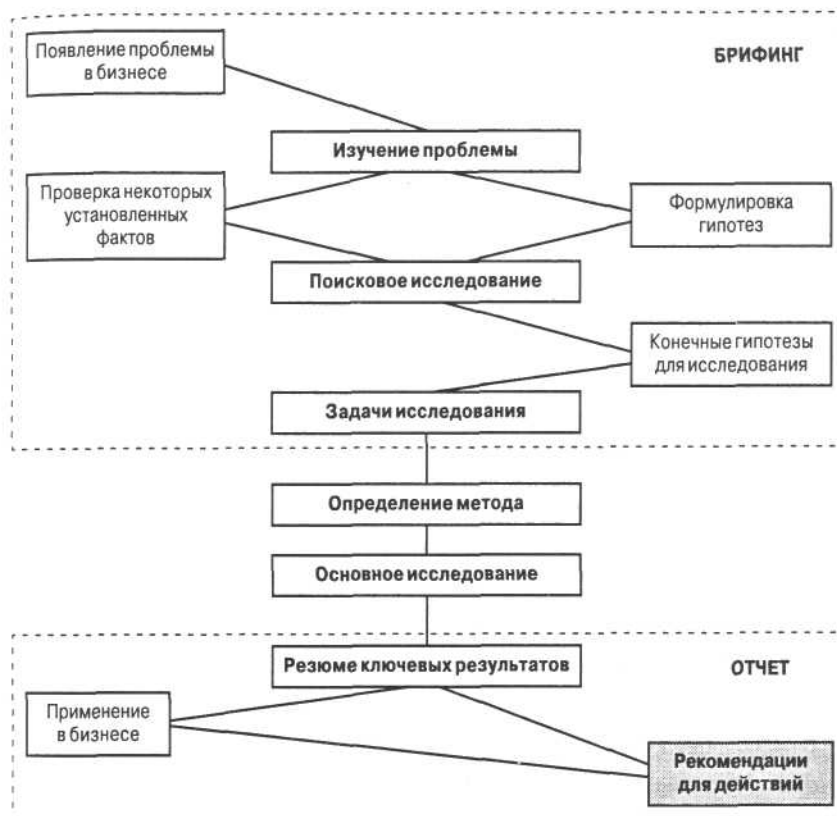 Появление проблемы
в бизнесе
БРИФИНГ
Изучение проблемы
Проверка некоторых
установленных
фактов
Формулировка
гипотез
Поисковое исследование
Конечные гипотезы
для исследования
Задачи исследования
Определение метода
Основное исследование
Резюме ключевых результатов
ОТЧЕТ
Применение
в бизнесе
Рекомендации
для действий